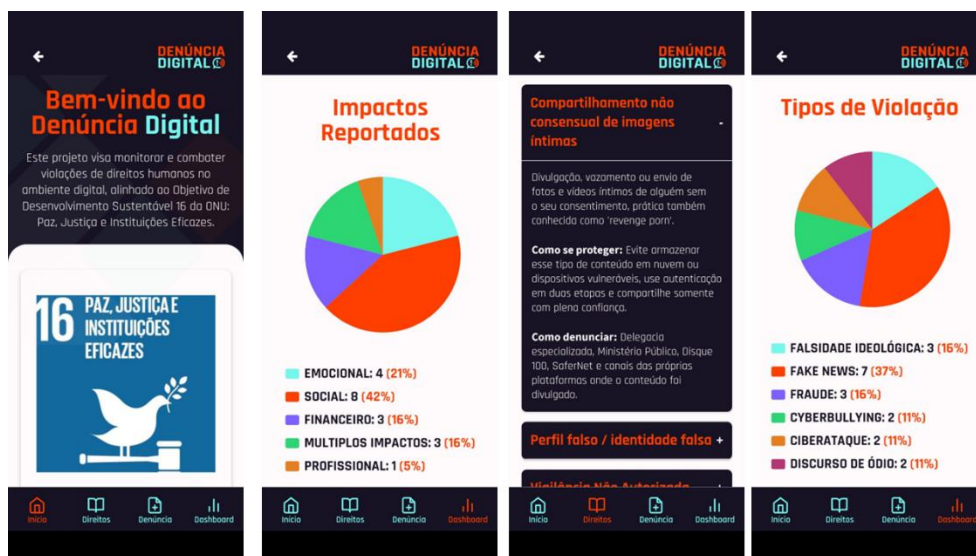 DENÚNCIA
DIGITAL
Bem-vindo ao
Denúncia Digital
Este projeto visa monitorar e combater
violações de direitos humanos no
ambiente digital, alinhado ao Objetivo de
Desenvolvimento Sustentável 16 da ONU:
Paz, Justiça e Instituições Eficazes.
16 PAZ, JUSTIÇA E
INSTITUIÇÕES
EFICAZES
Início Direitos Denúncia Dashboard
DENÚNCIA
DIGITAL
Impactos
Reportados
EMOCIONAL: 4 (21%)
SOCIAL: 8 (42%)
FINANCEIRO: 3 (16%)
MULTIPLOS IMPACTOS: 3 (16%)
PROFISSIONAL: 1 (5%)
Início Direitos Denúncia Dashboard
DENÚNCIA
DIGITAL
Compartilhamento não
consensual de imagens -
íntimas
Divulgação, vazamento ou envio de
fotos e vídeos íntimos de alguém sem
o seu consentimento, prática também
conhecida como 'revenge porn'.
Como se proteger: Evite armazenar
esse tipo de conteúdo em nuvem ou
dispositivos vulneráveis, use autenticação
em duas etapas e compartilhe somente
com plena confiança.
Como denunciar: Delegacia
especializada, Ministério Público, Disque
100, SaferNet e canais das próprias
plataformas onde o conteúdo foi
divulgado.
Perfil falso / identidade falsa +
Vigilância Não Autorizada
Início Direitos Denúncia Dashboard
DENÚNCIA
DIGITAL
Tipos de Violação
FALSIDADE IDEOLÓGICA: 3 (16%)
FAKE NEWS: 7 (37%)
FRAUDE: 3 (16%)
CYBERBULLYING: 2 (11%)
CIBERATAQUE: 2 (11%)
DISCURSO DE ÓDIO: 2 (11%)
Início Direitos Denúncia Dashboard